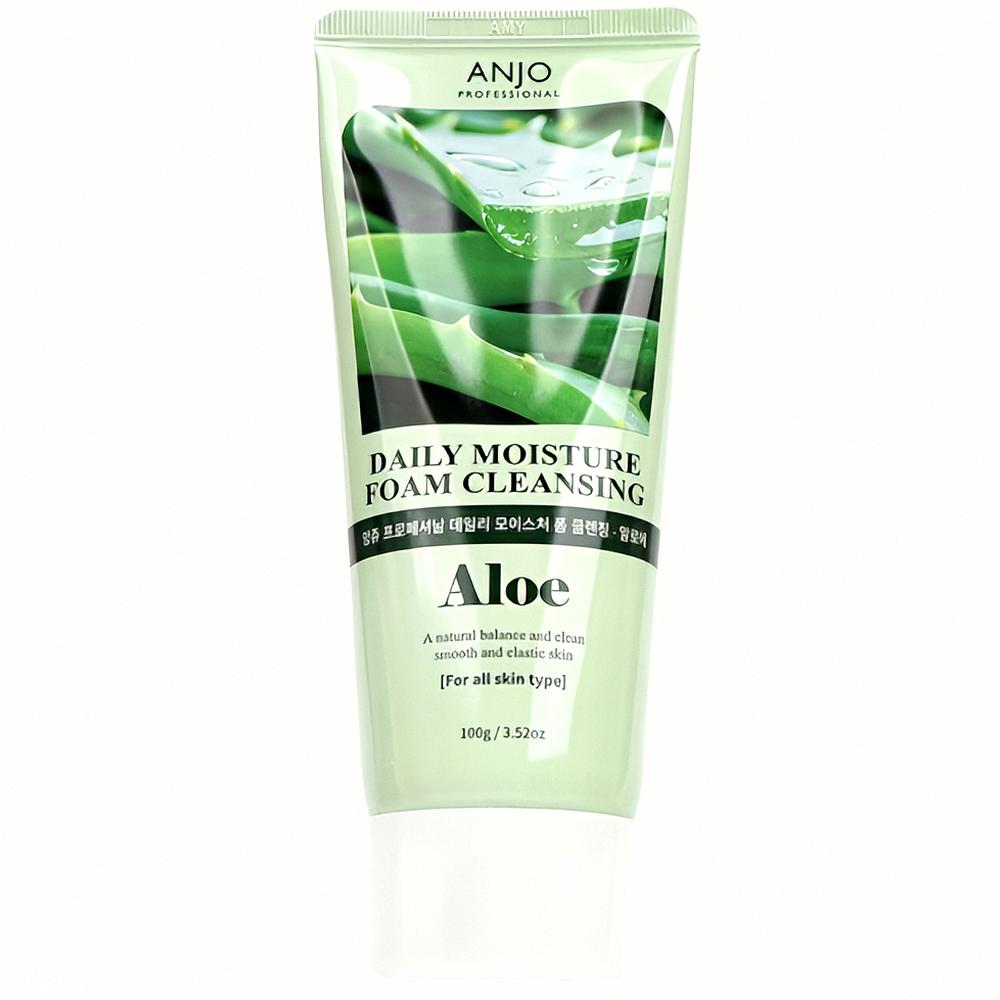 AMY
ANJO
PROFESSIONAL
DAILY MOISTURE
FOAM CLEANSING
앙쥬 프로페셔날 데일리 모이스처 폼 클렌징 - 알로에
Aloe
A natural balance and clean
smooth and elastic skin
[For all skin type]
100g / 3.52oz